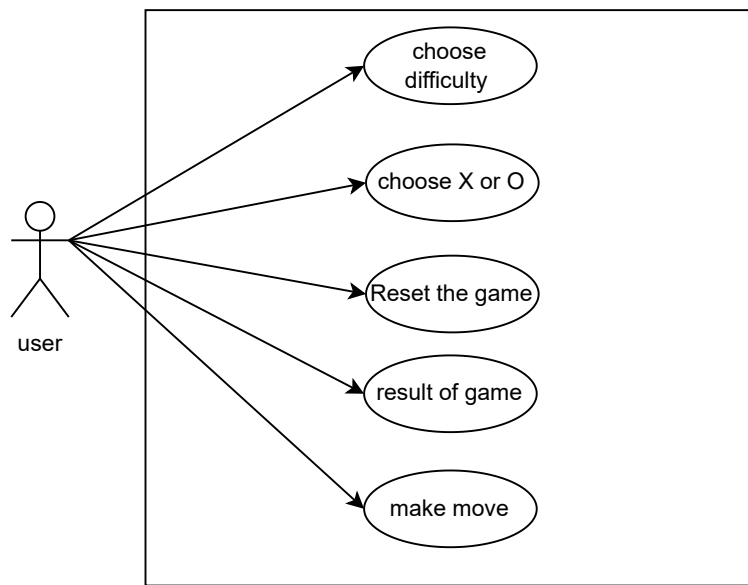 choose
difficulty
choose X or O
Reset the game
user
result of game
make move